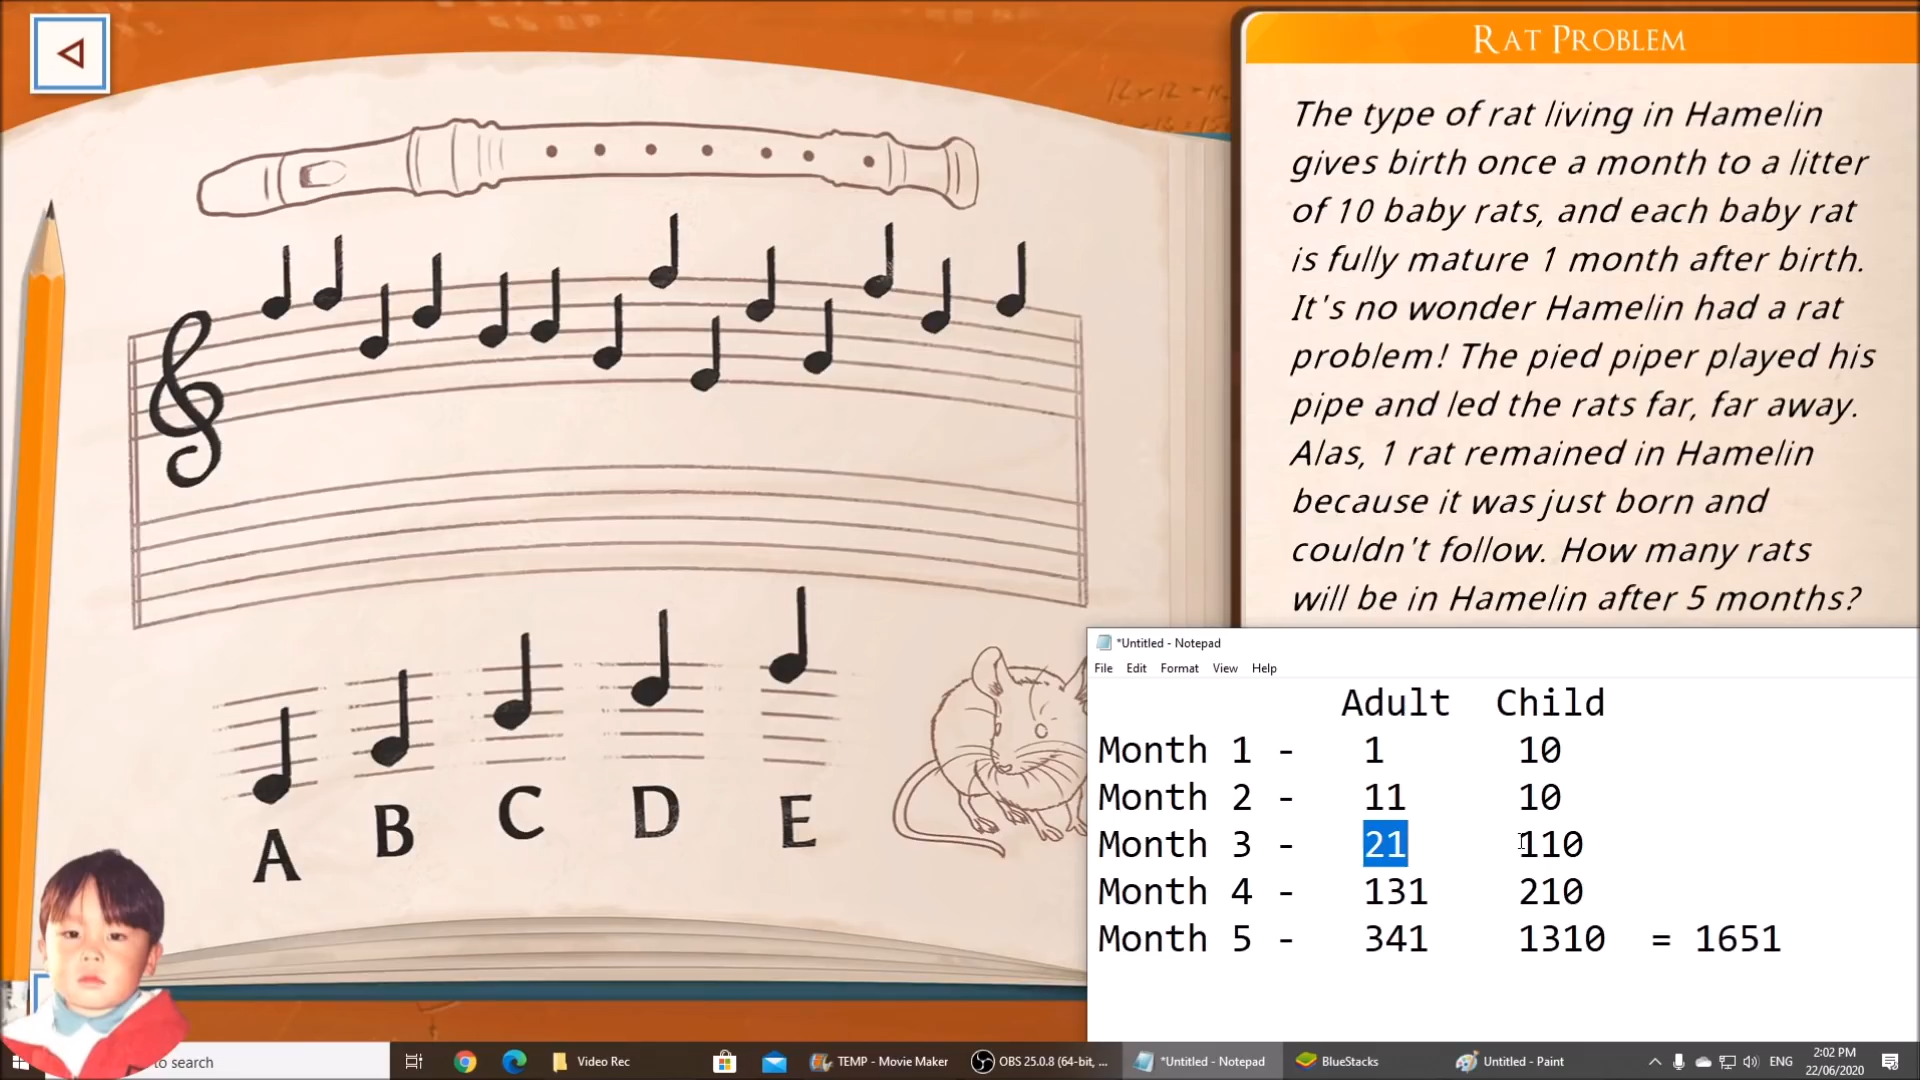 RAT PROBLEM
The type of rat living in Hamelin
gives birth once a month to a litter
of 10 baby rats, and each baby rat
is fully mature 1 month after birth.
It's no wonder Hamelin had a rat
problem! The pied piper played his
pipe and led the rats far, far away.
Alas, 1 rat remained in Hamelin
because it was just born and
couldn't follow. How many rats
will be in Hamelin after 5 months?
A B C D E
*Untitled - Notepad
File Edit Format View Help
Adult Child
Month 1 - 1 10
Month 2 - 11 10
Month 3 - 21 110
Month 4 - 131 210
Month 5 - 341 1310 = 1651
to search
Video Rec
TEMP - Movie Maker
OBS 25.0.8 (64-bit, ...
*Untitled - Notepad
BlueStacks
Untitled - Paint
ENG
2:02 PM
22/06/2020